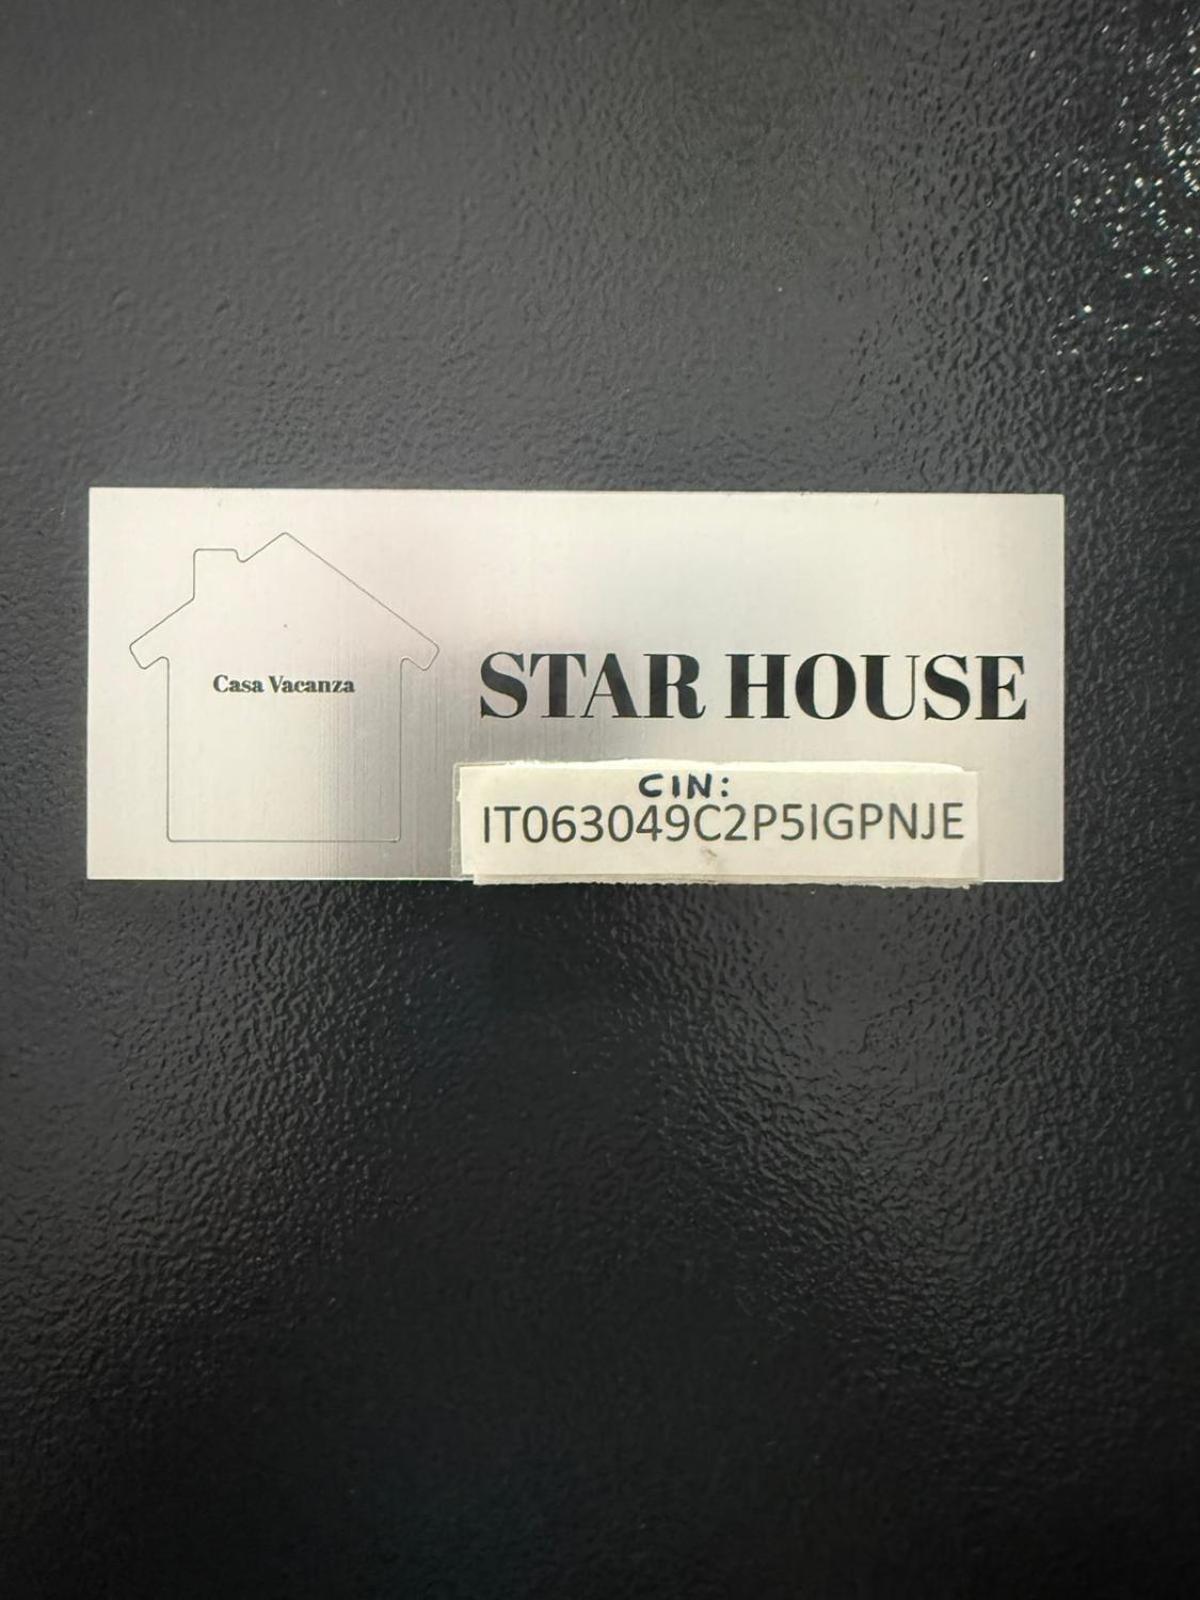 Casa Vacanza
STAR HOUSE
CIN:
IT063049C2P5IGPNJE